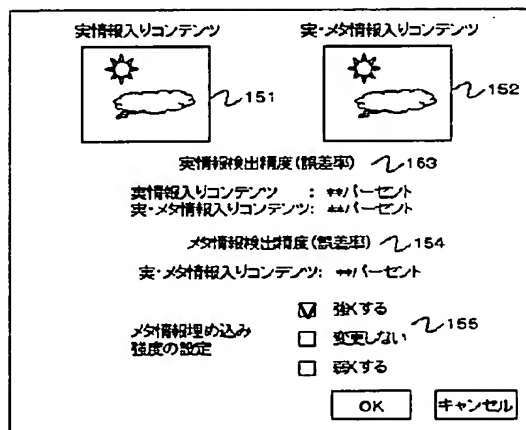 実情報入りコンテンツ 実・メタ情報入りコンテンツ
151 152
実情報検出精度(誤差率) 163
実情報入りコンテンツ : **パーセント
実・メタ情報入りコンテンツ: **パーセント
メタ情報検出精度(誤差率) 154
実・メタ情報入りコンテンツ: **パーセント
強くする
メタ情報埋め込み 変更しない 155
強度の設定
弱くする
OK キャンセル